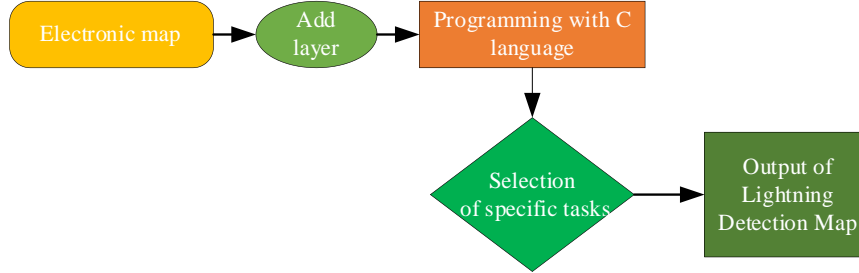 Electronic map
Add
layer
Programming with C
language
Selection
of specific tasks
Output of
Lightning
Detection Map